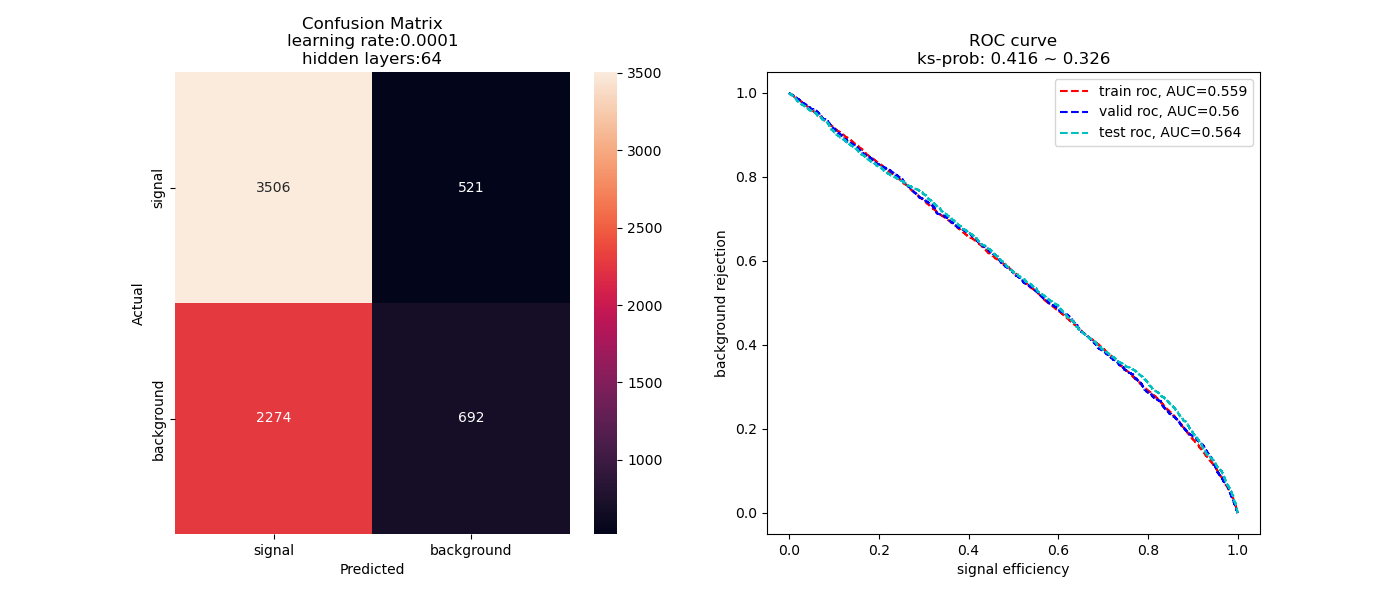 Confusion Matrix
learning rate:0.0001
hidden layers:64
signal
background
Actual
3506
521
2274
692
signal
background
Predicted
3500
3000
2500
2000
1500
1000
ROC curve
ks-prob: 0.416 ~ 0.326
train roc, AUC=0.559
valid roc, AUC=0.56
test roc, AUC=0.564
background rejection
1.0
0.8
0.6
0.4
0.2
0.0
0.0
0.2
0.4
0.6
0.8
1.0
signal efficiency